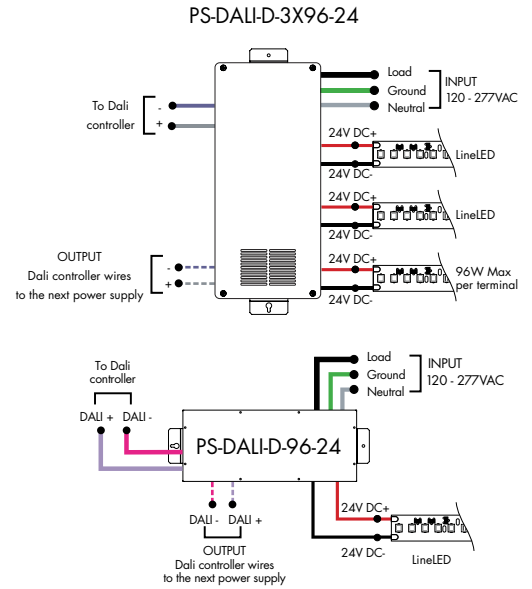 PS-DALI-D-3X96-24
Load
Ground
Neutral
INPUT
120 - 277VAC
To Dali
controller
-
+
24V DC+
24V DC-
LineLED
24V DC+
24V DC-
LineLED
OUTPUT
Dali controller wires
to the next power supply
-
+
24V DC+
24V DC-
96W Max
per terminal
To Dali
controller
DALI +
DALI -
Load
Ground
Neutral
INPUT
120 - 277VAC
PS-DALI-D-96-24
DALI -
DALI +
OUTPUT
Dali controller wires
to the next power supply
24V DC+
24V DC-
LineLED